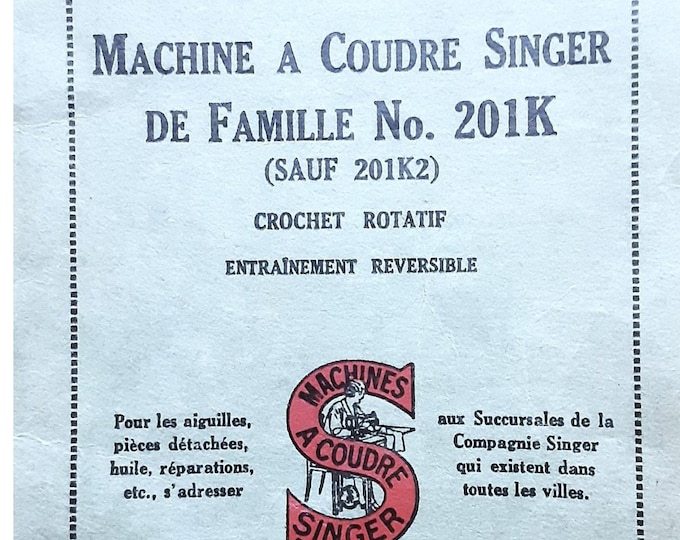 MACHINE A COUDRE SINGER
DE FAMILLE No. 201K
(SAUF 201K2)
CROCHET ROTATIF
ENTRAÎNEMENT REVERSIBLE
MACHINES
A COUDRE
SINGER
Pour les aiguilles,
pièces détachées,
huile, réparations,
etc., s'adresser
aux Succursales de la
Compagnie Singer
qui existent dans
toutes les villes.